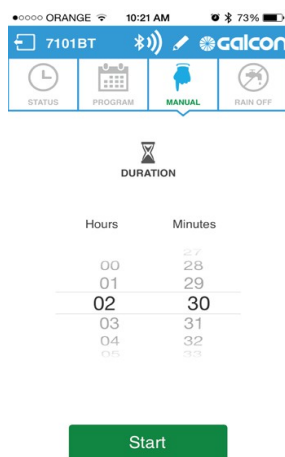 ORANGE 10:21 AM 73%
7101BT galcon
STATUS PROGRAM MANUAL RAIN OFF
DURATION
Hours Minutes
27
00 28
01 29
02 30
03 31
04 32
05 33
Start